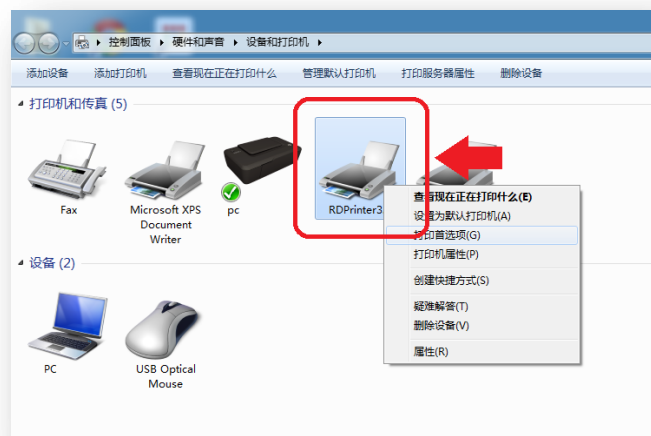 控制面板 ▸ 硬件和声音 ▸ 设备和打印机 ▸
添加设备 添加打印机 查看现在正在打印什么 管理默认打印机 打印服务器属性 删除设备
打印机和传真 (5)
Fax
Microsoft XPS
Document
Writer
pc
RDPrinter3
查看现在正在打印什么(E)
设置为默认打印机(A)
打印首选项(G)
打印机属性(P)
创建快捷方式(S)
疑难解答(T)
删除设备(V)
属性(R)
设备 (2)
PC
USB Optical
Mouse